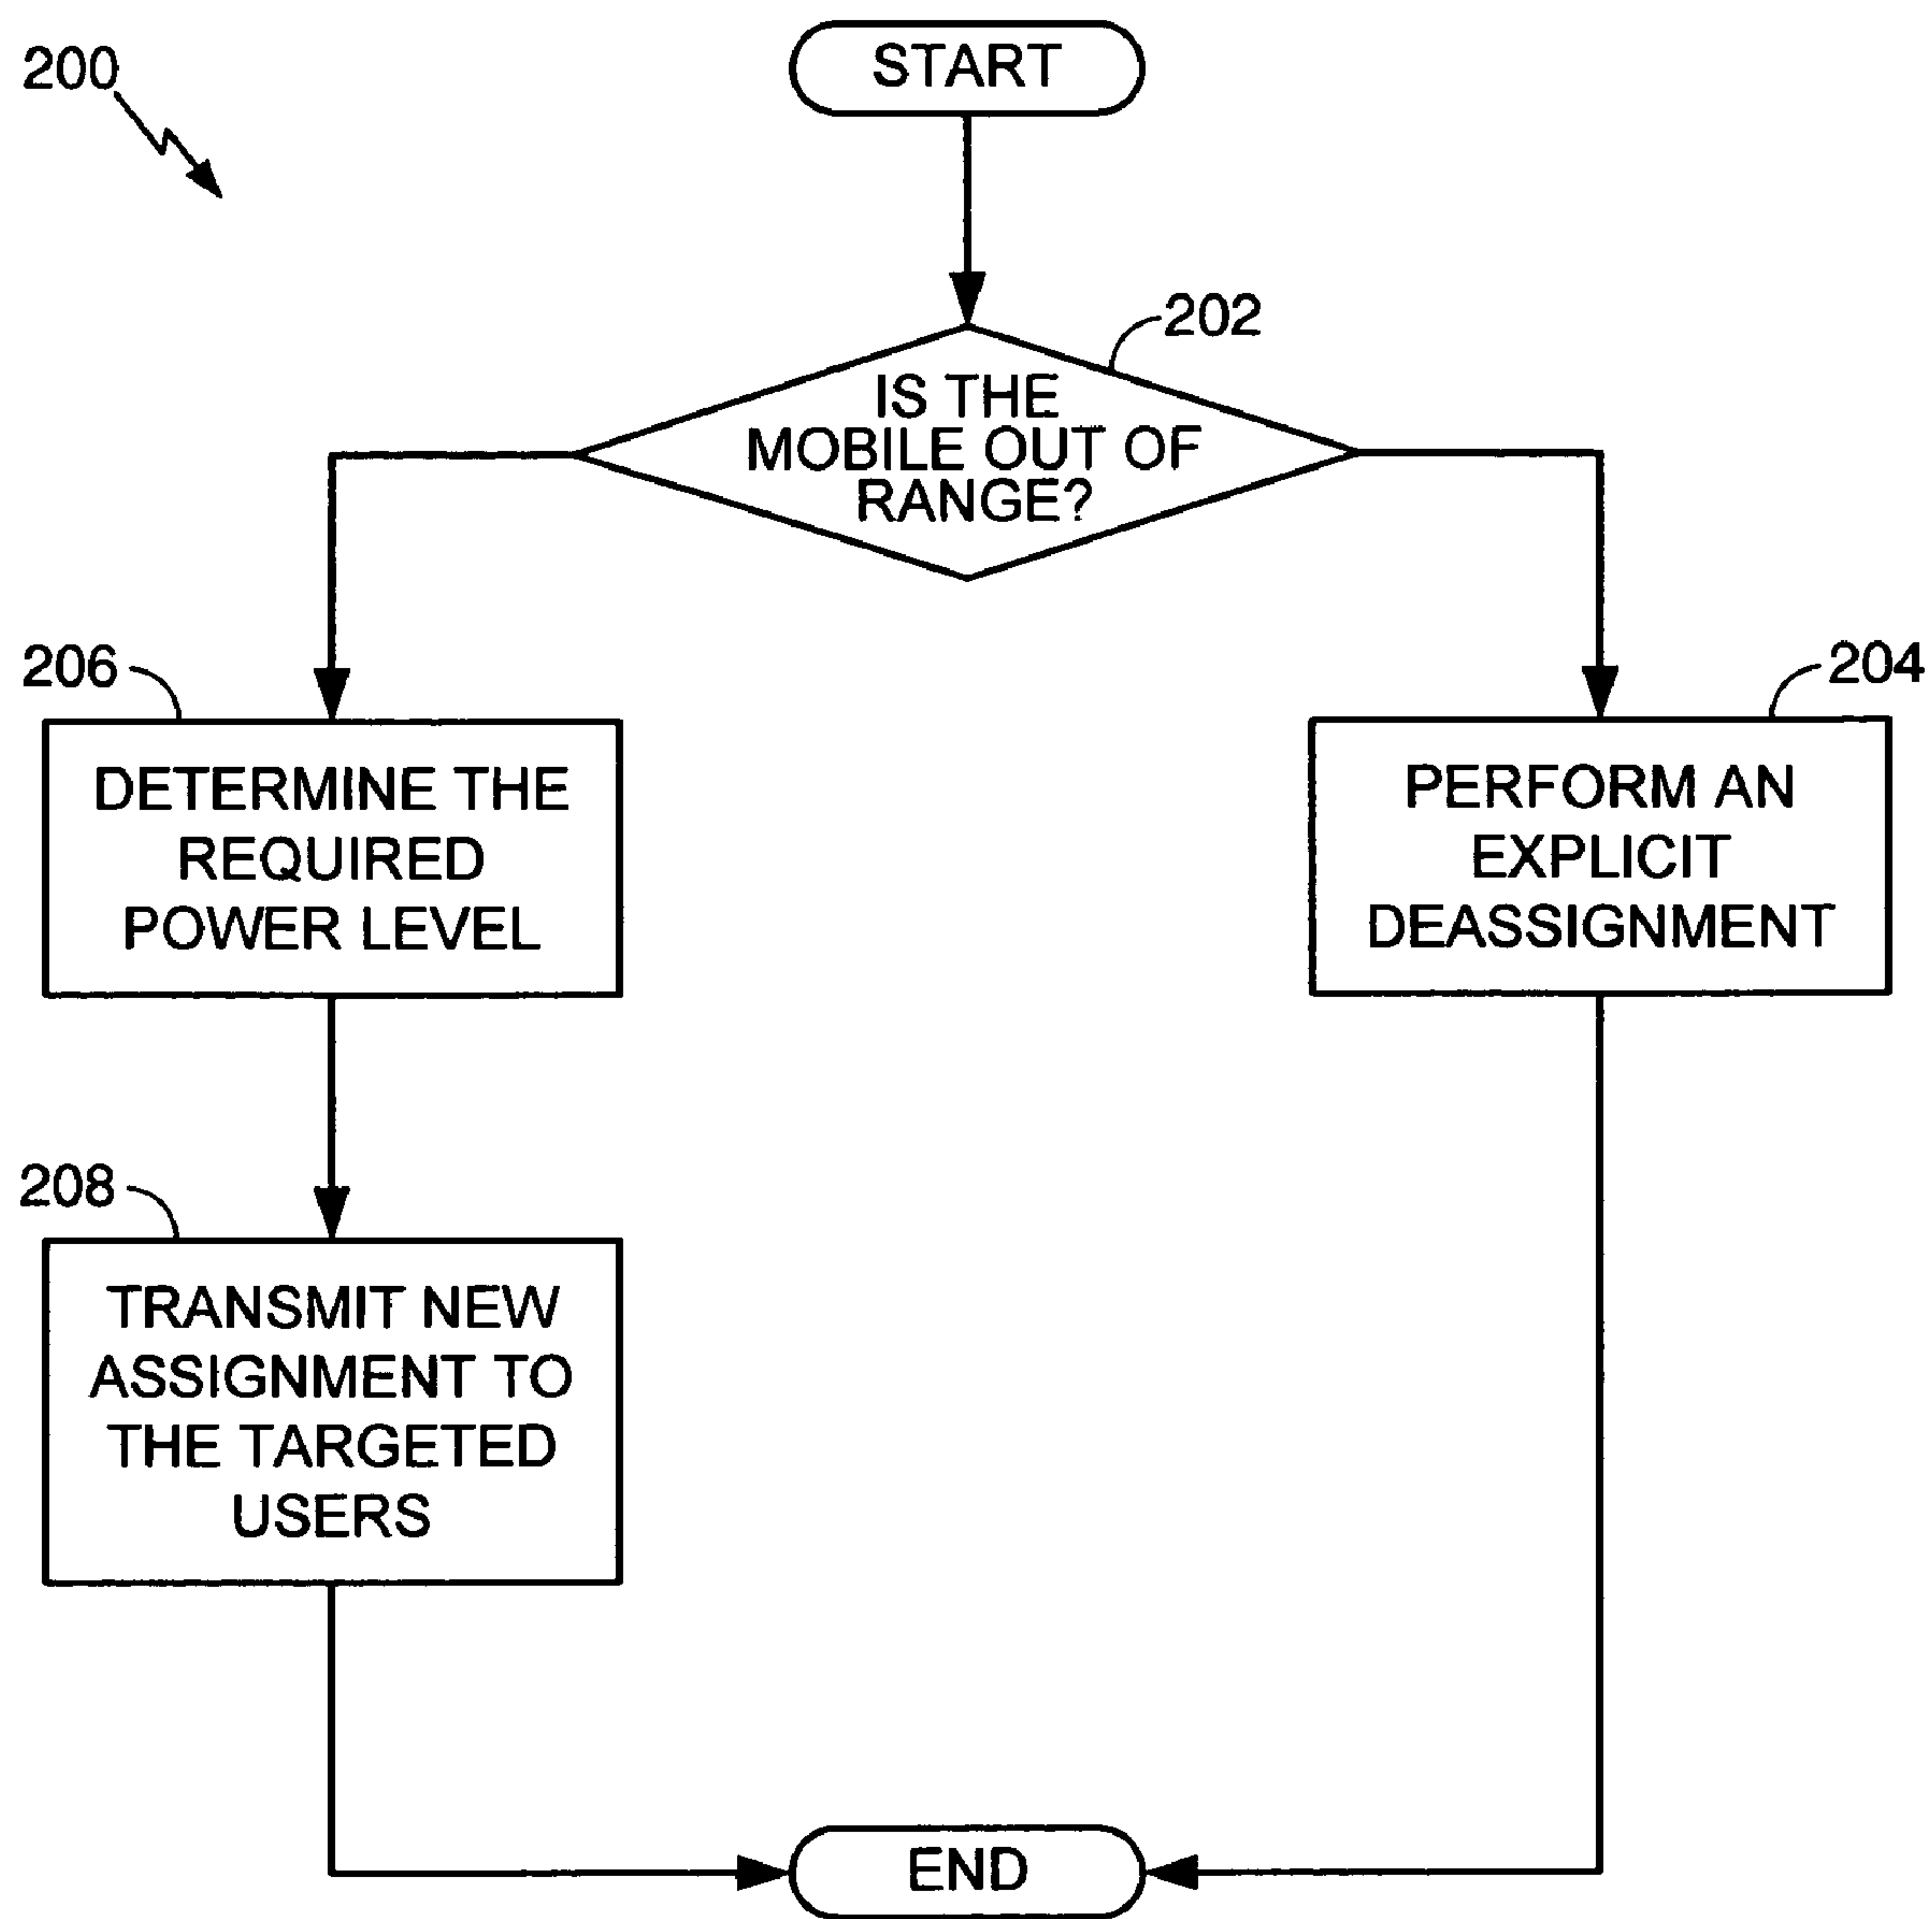 200
START
202
IS THE
MOBILE OUT OF
RANGE?
206
DETERMINE THE
REQUIRED
POWER LEVEL
204
PERFORM AN
EXPLICIT
DEASSIGNMENT
208
TRANSMIT NEW
ASSIGNMENT TO
THE TARGETED
USERS
END